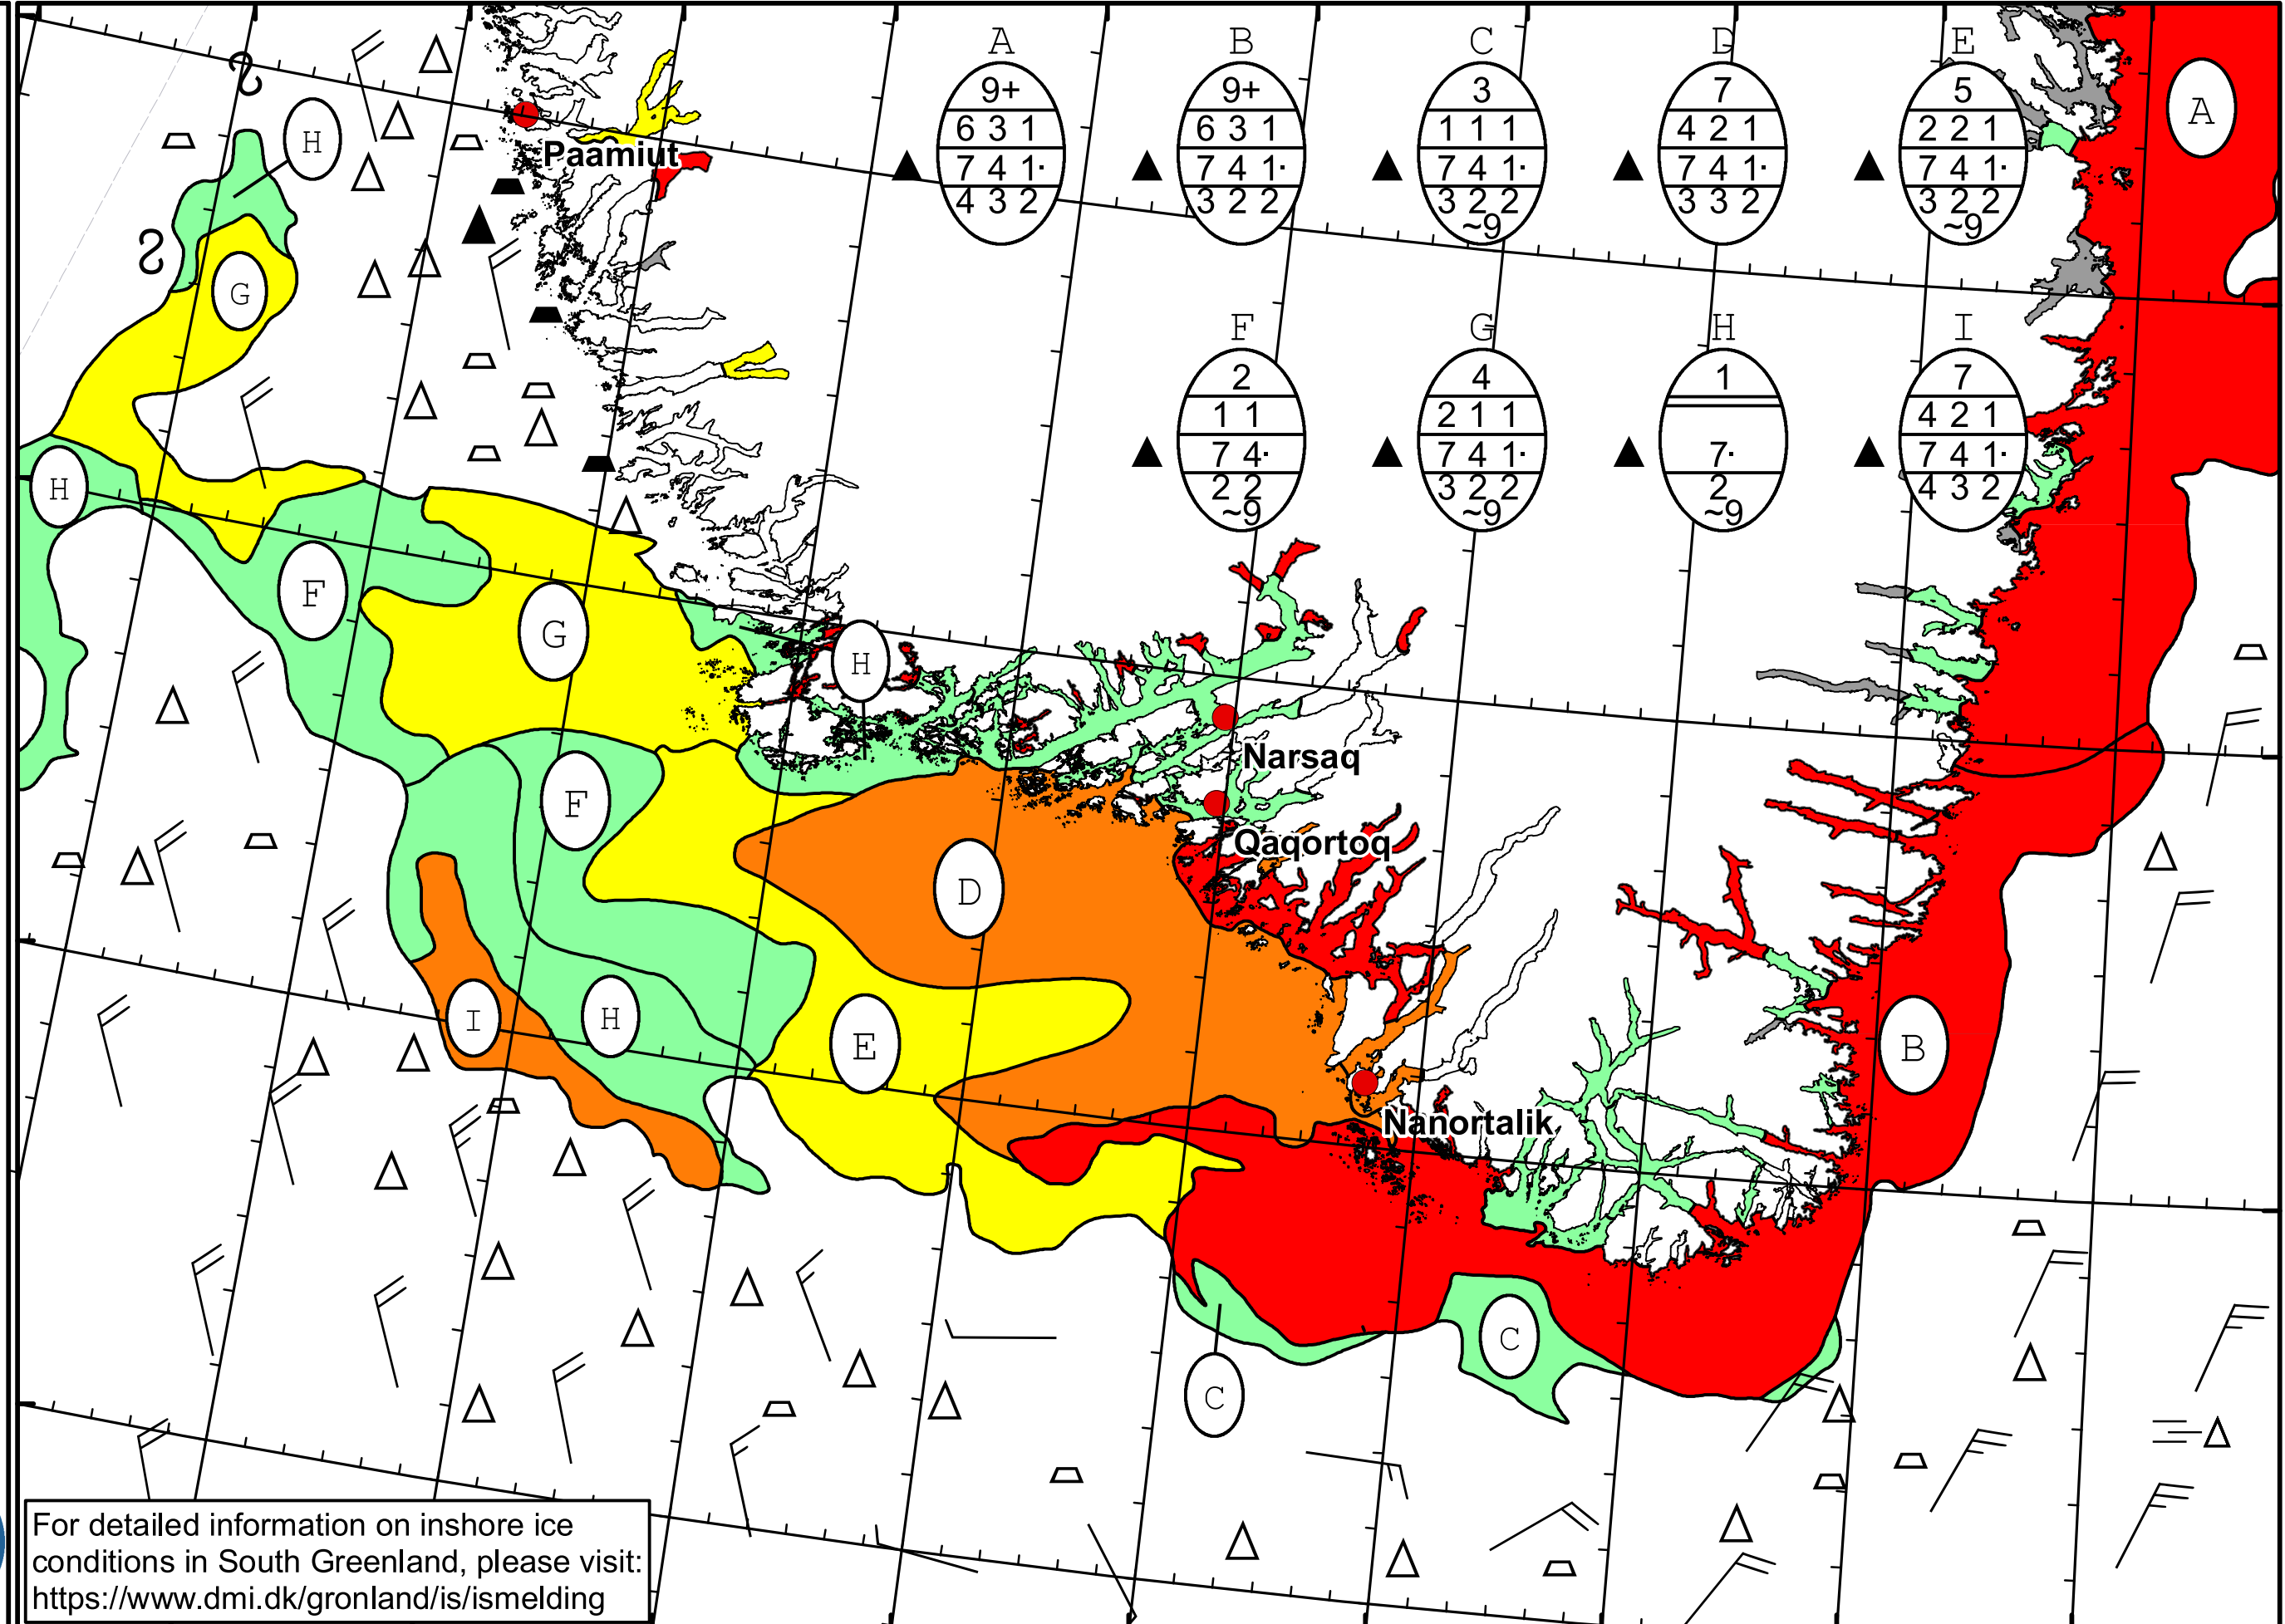 A B C D E
9+ 9+ 3 7 5
6 3 1 6 3 1 1 1 1 4 2 1 2 2 1
7 4 1· 7 4 1· 7 4 1· 7 4 1· 7 4 1·
4 3 2 3 2 2 3 2 2 3 3 2 3 2 2
~9 ~9
A
H
Paamiut
G
F G H I
2 4 1 7
1 1 2 1 1 4 2 1
7 4· 7 4 1· 7· 7 4 1·
2 2 3 2 2 2 4 3 2
~9 ~9 ~9
H
F
G
H
Narsaq
F
Qaqortoq
D
I
H
E
B
Nanortalik
C
C
For detailed information on inshore ice
conditions in South Greenland, please visit:
https://www.dmi.dk/gronland/is/ismelding